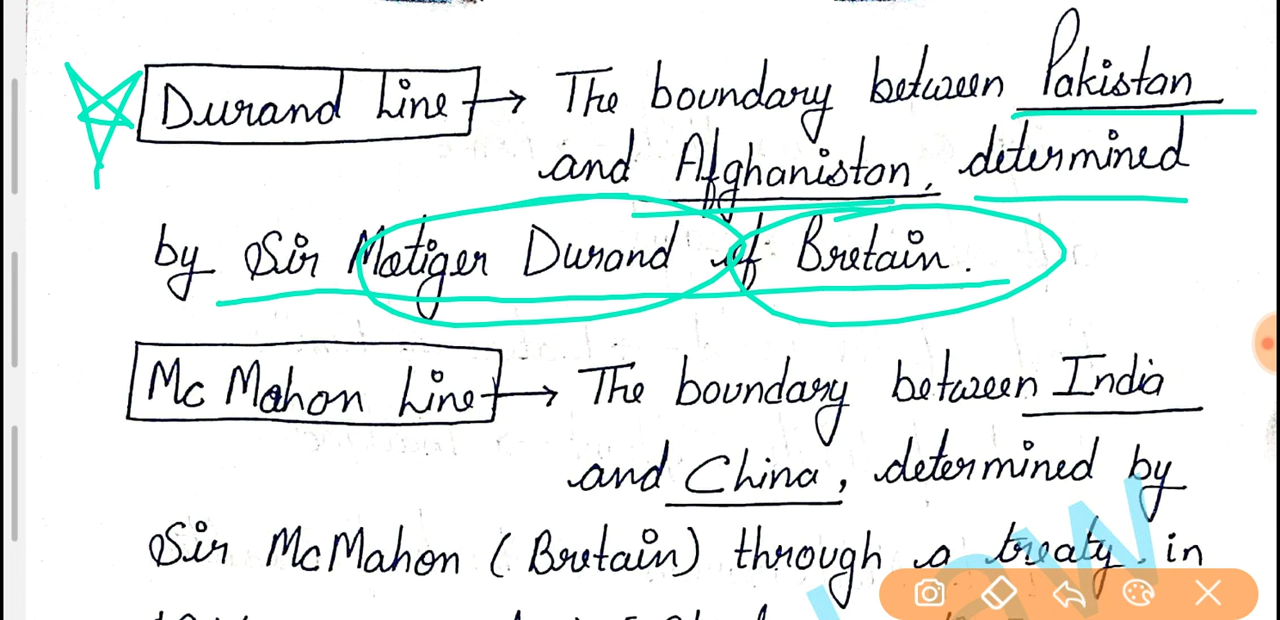 Durand Line → The boundary between Pakistan
and Afghaniston, determined
by Sir Motiger Durand of Bretain.
Mc Mahon Line → The boundary between India
and China, determined by
Sir McMahon (Bretain) through a treaty in